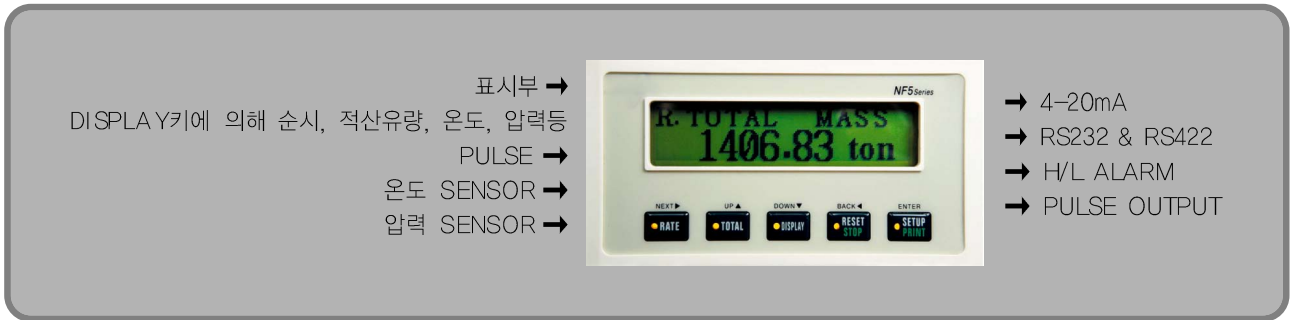 표시부 →
DISPLAY키에 의해 순시, 적산유량, 온도, 압력등
PULSE →
온도 SENSOR →
압력 SENSOR →
NF5 Series
R. TOTAL MASS
1406.83 ton
NEXT ▶ UP ▲ DOWN ▼ BACK ◀ ENTER
RATE TOTAL DISPLAY RESET STOP SETUP PRINT
→ 4-20mA
→ RS232 & RS422
→ H/L ALARM
→ PULSE OUTPUT